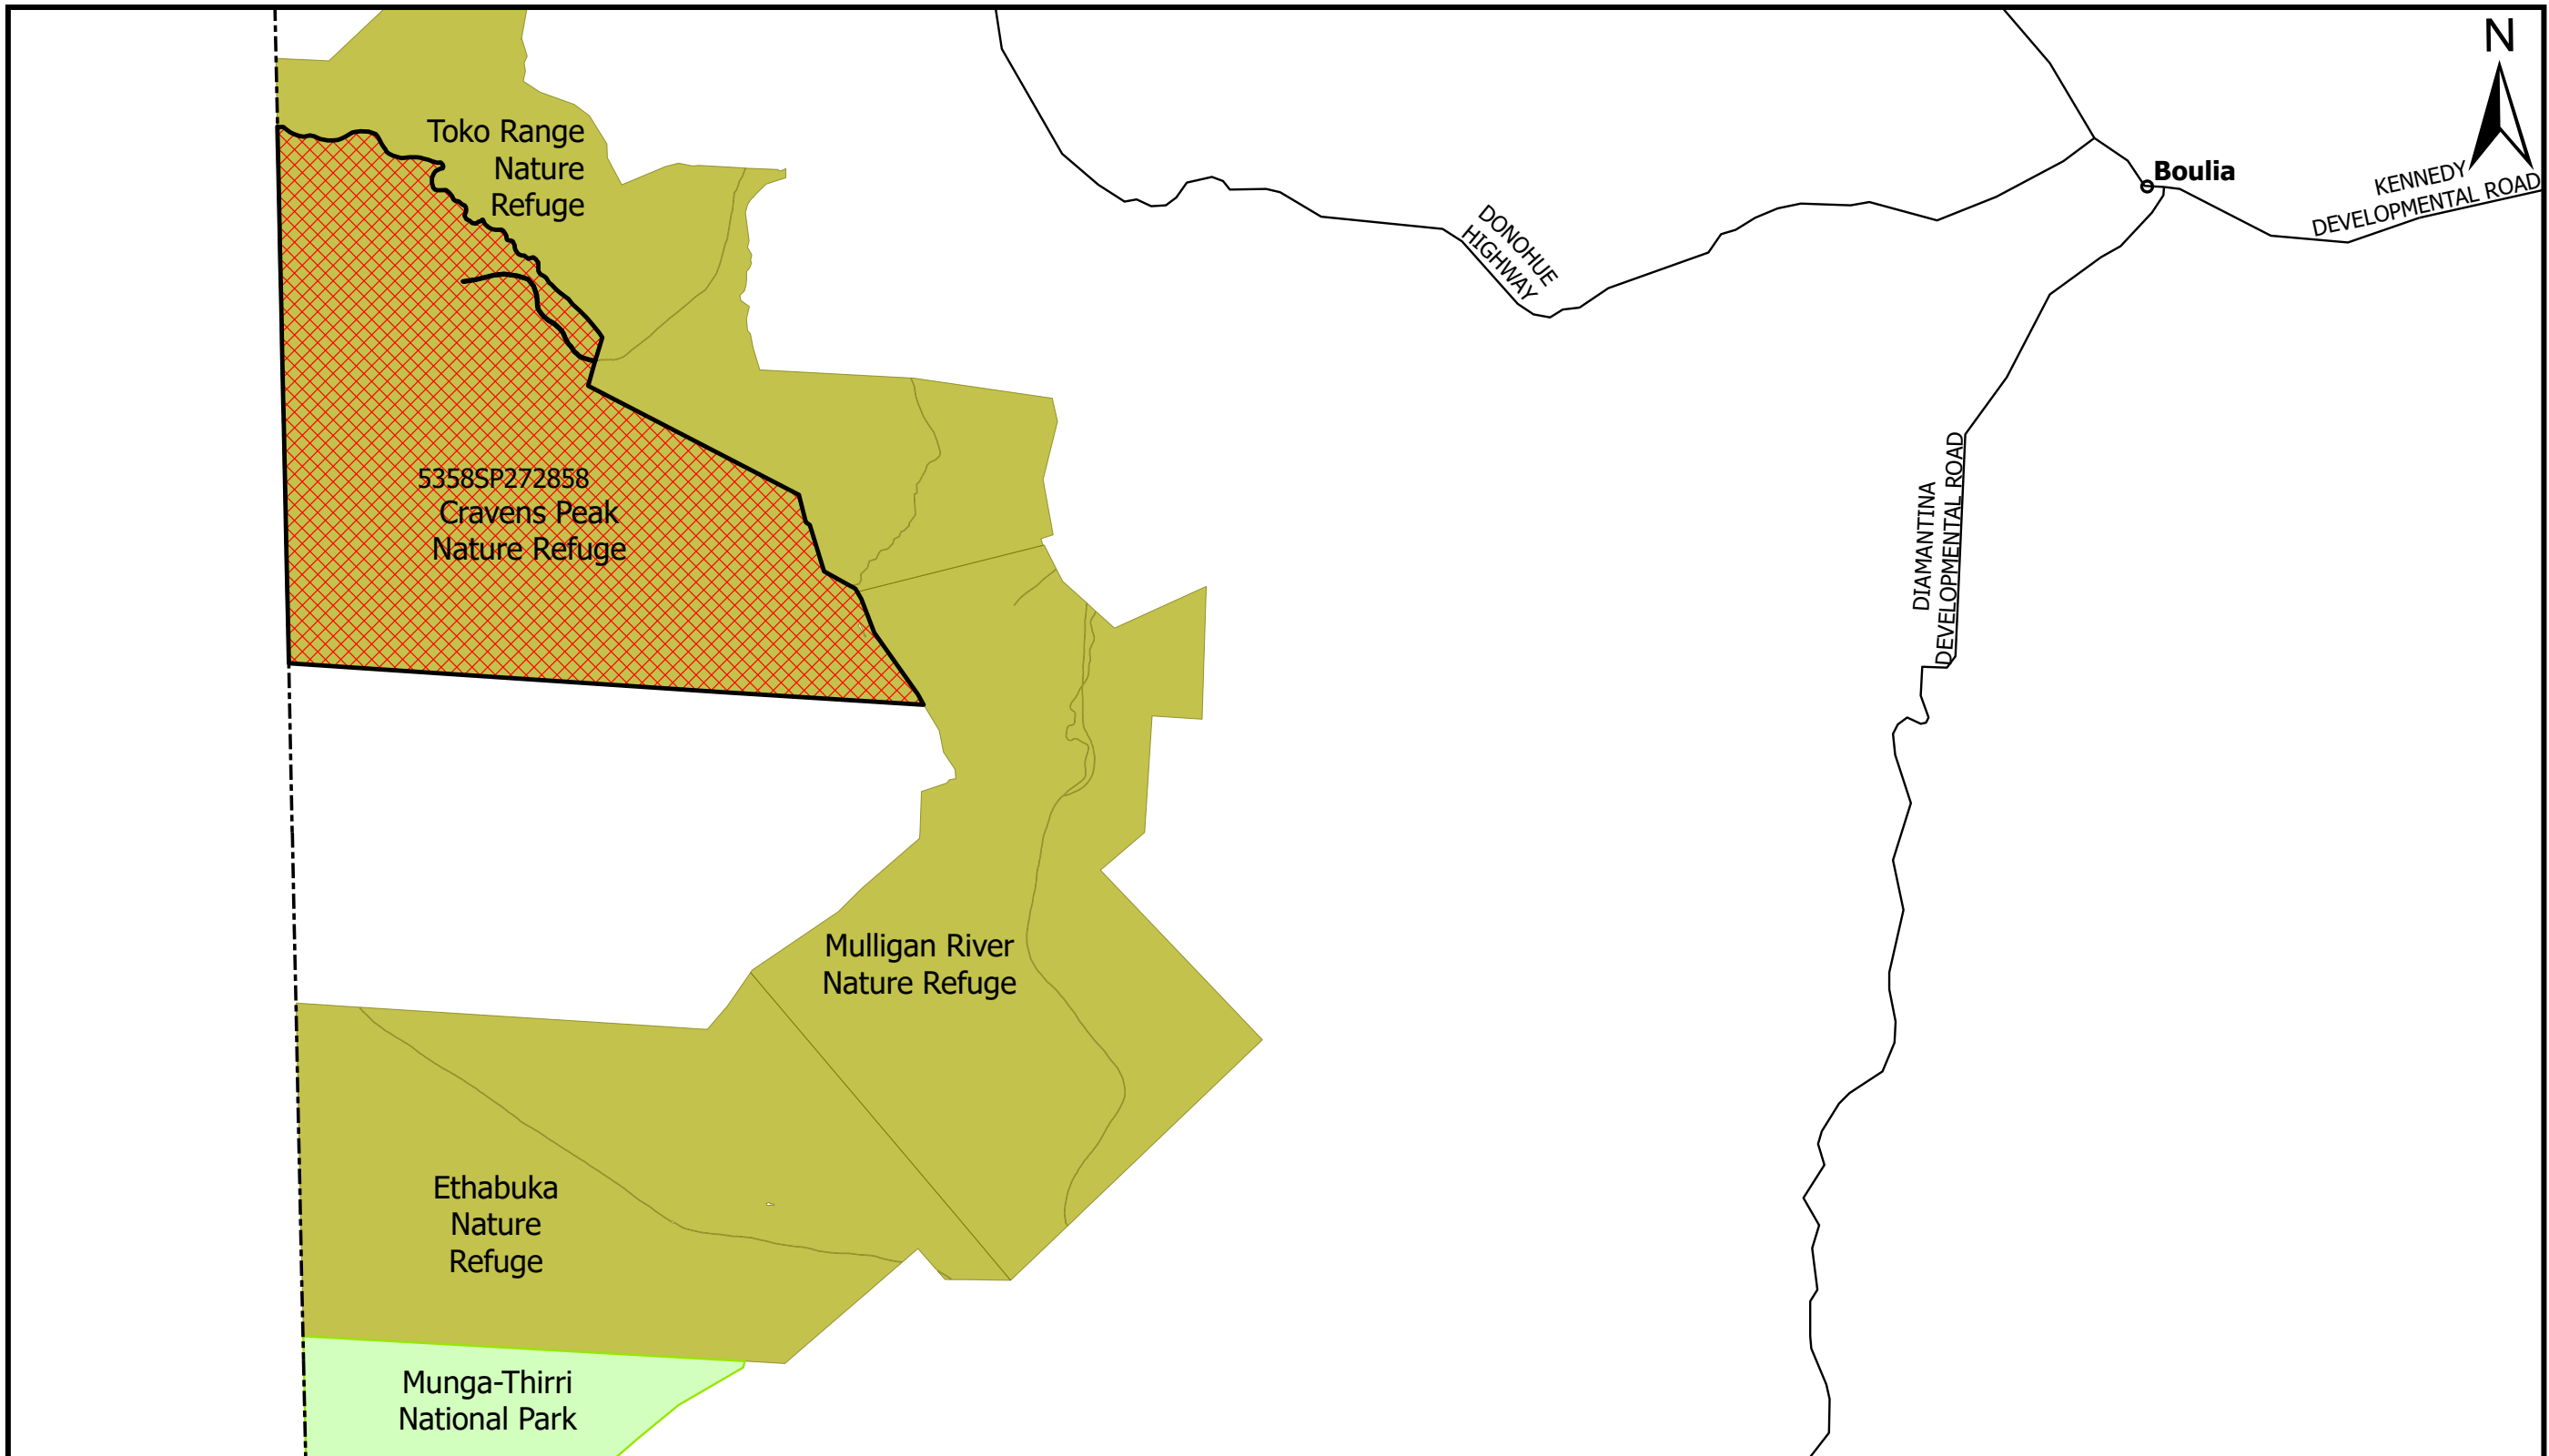 N
Toko Range
Nature
Refuge
Boulia
KENNEDY
DEVELOPMENTAL ROAD
DONOHUE
HIGHWAY
5358SP272858
Cravens Peak
Nature Refuge
DIAMANTINA
DEVELOPMENTAL ROAD
Mulligan River
Nature Refuge
Ethabuka
Nature
Refuge
Munga-Thirri
National Park